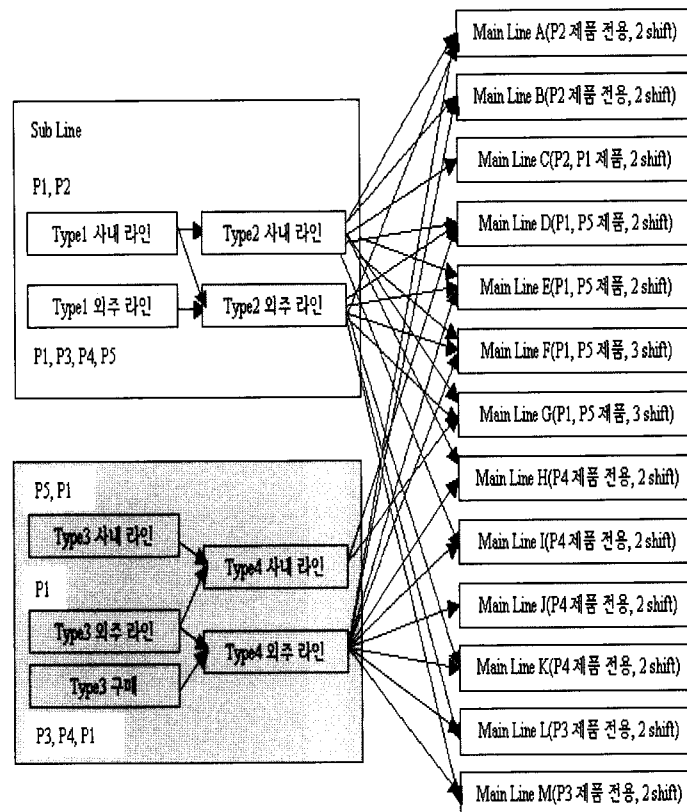 Sub Line
P1, P2
Type1 사내 라인
Type2 사내 라인
Type1 외주 라인
Type2 외주 라인
P1, P3, P4, P5
P5, P1
Type3 사내 라인
Type4 사내 라인
P1
Type3 외주 라인
Type4 외주 라인
Type3 구매
P3, P4, P1
Main Line A(P2 제품 전용, 2 shift)
Main Line B(P2 제품 전용, 2 shift)
Main Line C(P2, P1 제품, 2 shift)
Main Line D(P1, P5 제품, 2 shift)
Main Line E(P1, P5 제품, 2 shift)
Main Line F(P1, P5 제품, 3 shift)
Main Line G(P1, P5 제품, 3 shift)
Main Line H(P4 제품 전용, 2 shift)
Main Line I(P4 제품 전용, 2 shift)
Main Line J(P4 제품 전용, 2 shift)
Main Line K(P4 제품 전용, 2 shift)
Main Line L(P3 제품 전용, 2 shift)
Main Line M(P3 제품 전용, 2 shift)